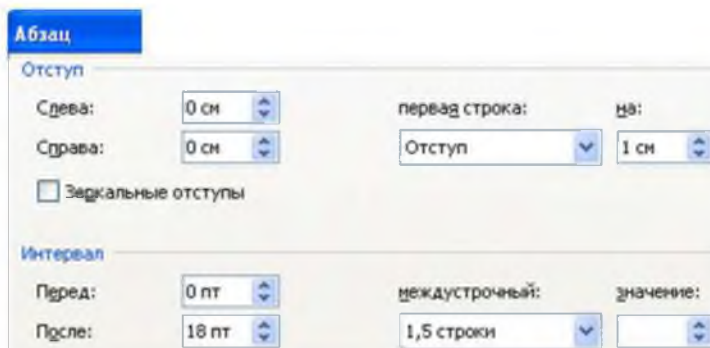 Абзац
Отступ
Слева: 0 см первая строка: на:
Справа: 0 см Отступ 1 см
Зеркальные отступы
Интервал
Перед: 0 пт междустрочный: значение:
После: 18 пт 1,5 строки